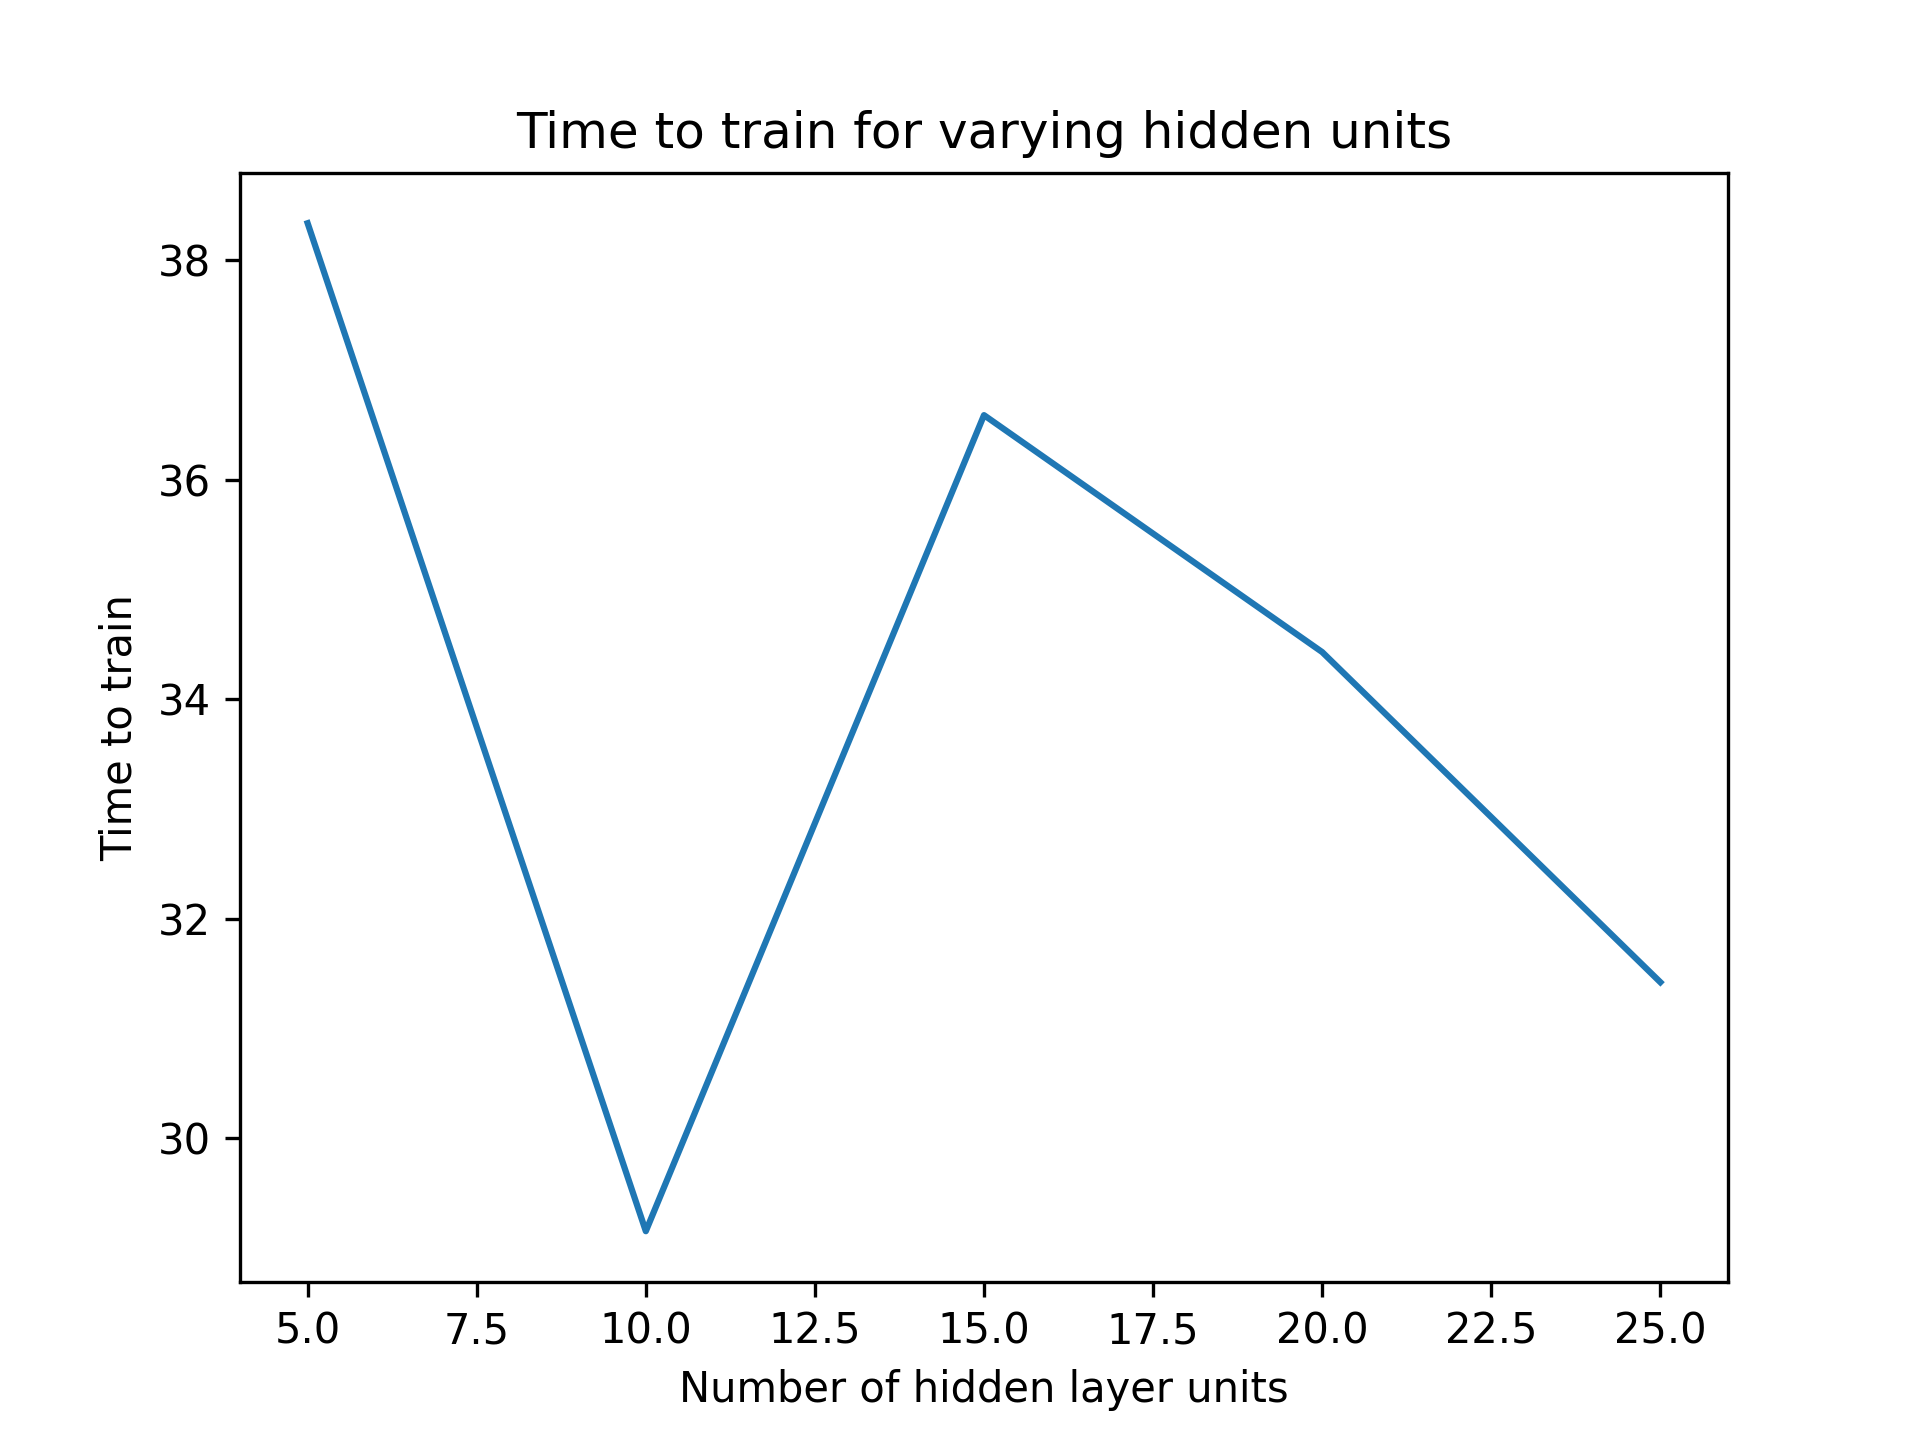 Time to train for varying hidden units
38
36
34
32
30
Time to train
5.0 7.5 10.0 12.5 15.0 17.5 20.0 22.5 25.0
Number of hidden layer units